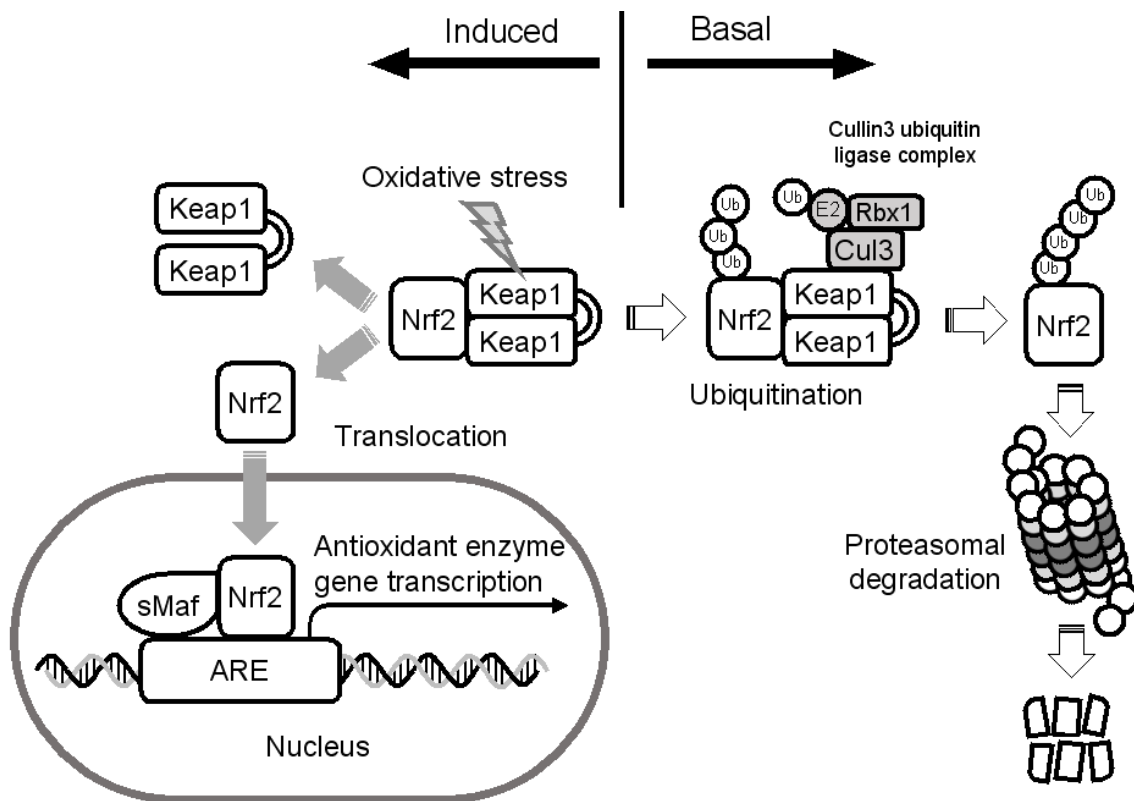 Induced
Basal
Cullin3 ubiquitin
ligase complex
Oxidative stress
Keap1
Keap1
Nrf2
Keap1
Keap1
Ub
Ub
Ub
Ub
E2
Rbx1
Cul3
Nrf2
Keap1
Keap1
Ub
Ub
Ub
Ub
Nrf2
Ubiquitination
Nrf2
Translocation
Antioxidant enzyme
gene transcription
sMaf
Nrf2
ARE
Nucleus
Proteasomal
degradation